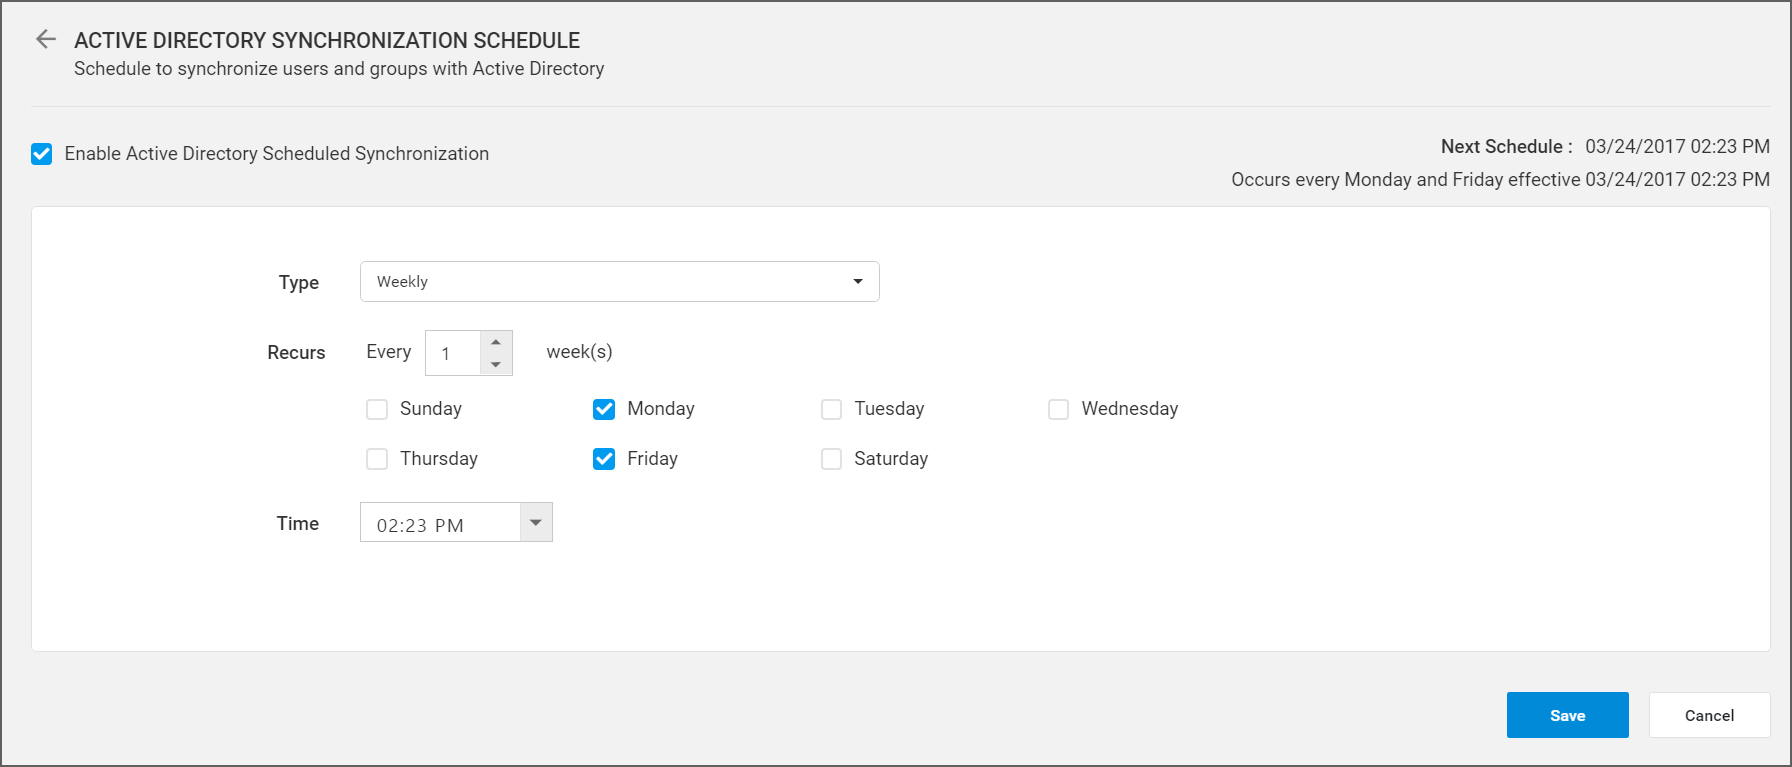 ACTIVE DIRECTORY SYNCHRONIZATION SCHEDULE
Schedule to synchronize users and groups with Active Directory
Enable Active Directory Scheduled Synchronization
Next Schedule : 03/24/2017 02:23 PM
Occurs every Monday and Friday effective 03/24/2017 02:23 PM
Type Weekly
Recurs Every 1 week(s)
Sunday Monday Tuesday Wednesday
Thursday Friday Saturday
Time 02:23 PM
Save Cancel